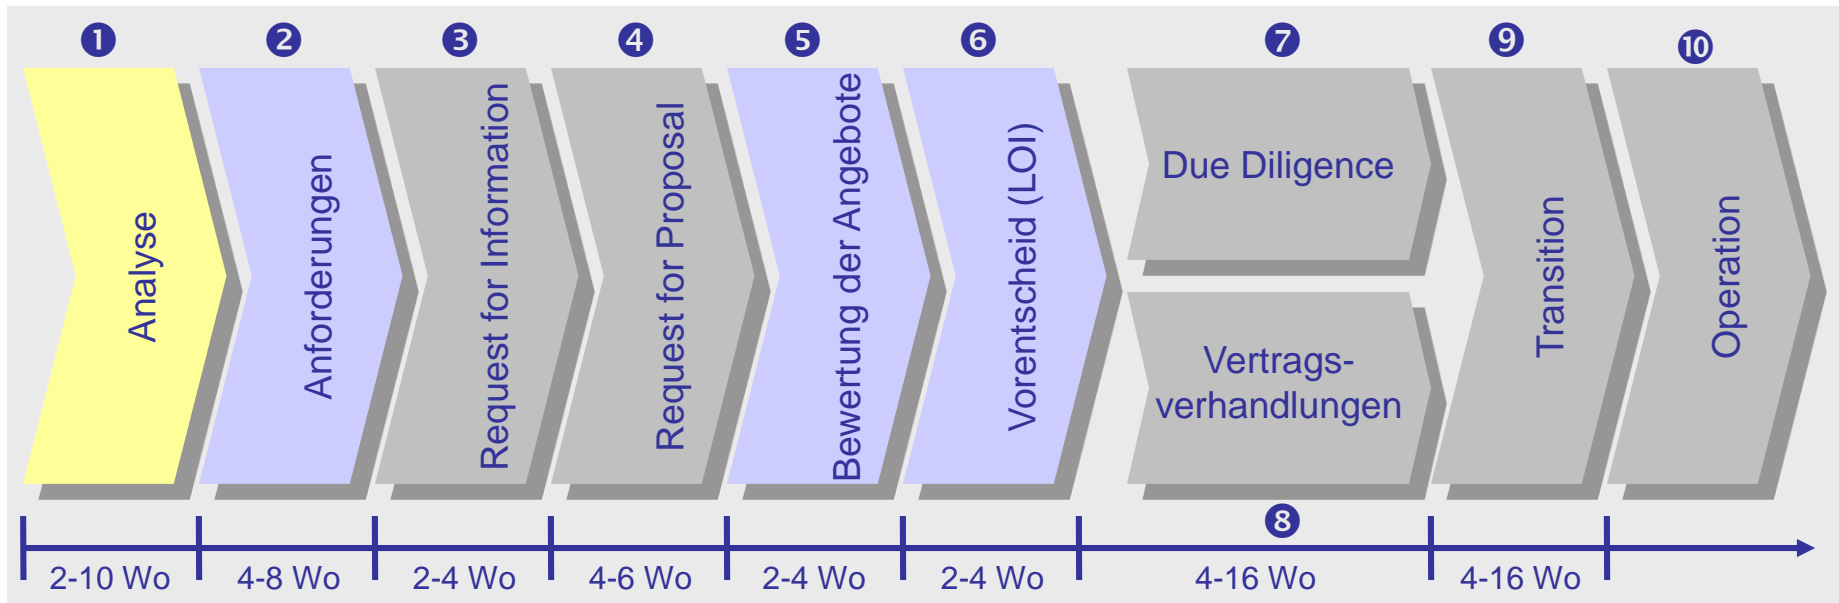 1
2
3
4
5
6
7
9
10
Analyse
Anforderungen
Request for Information
Request for Proposal
Bewertung der Angebote
Vorentscheid (LOI)
Due Diligence
Vertrags-
verhandlungen
Transition
Operation
8
2-10 Wo
4-8 Wo
2-4 Wo
4-6 Wo
2-4 Wo
2-4 Wo
4-16 Wo
4-16 Wo